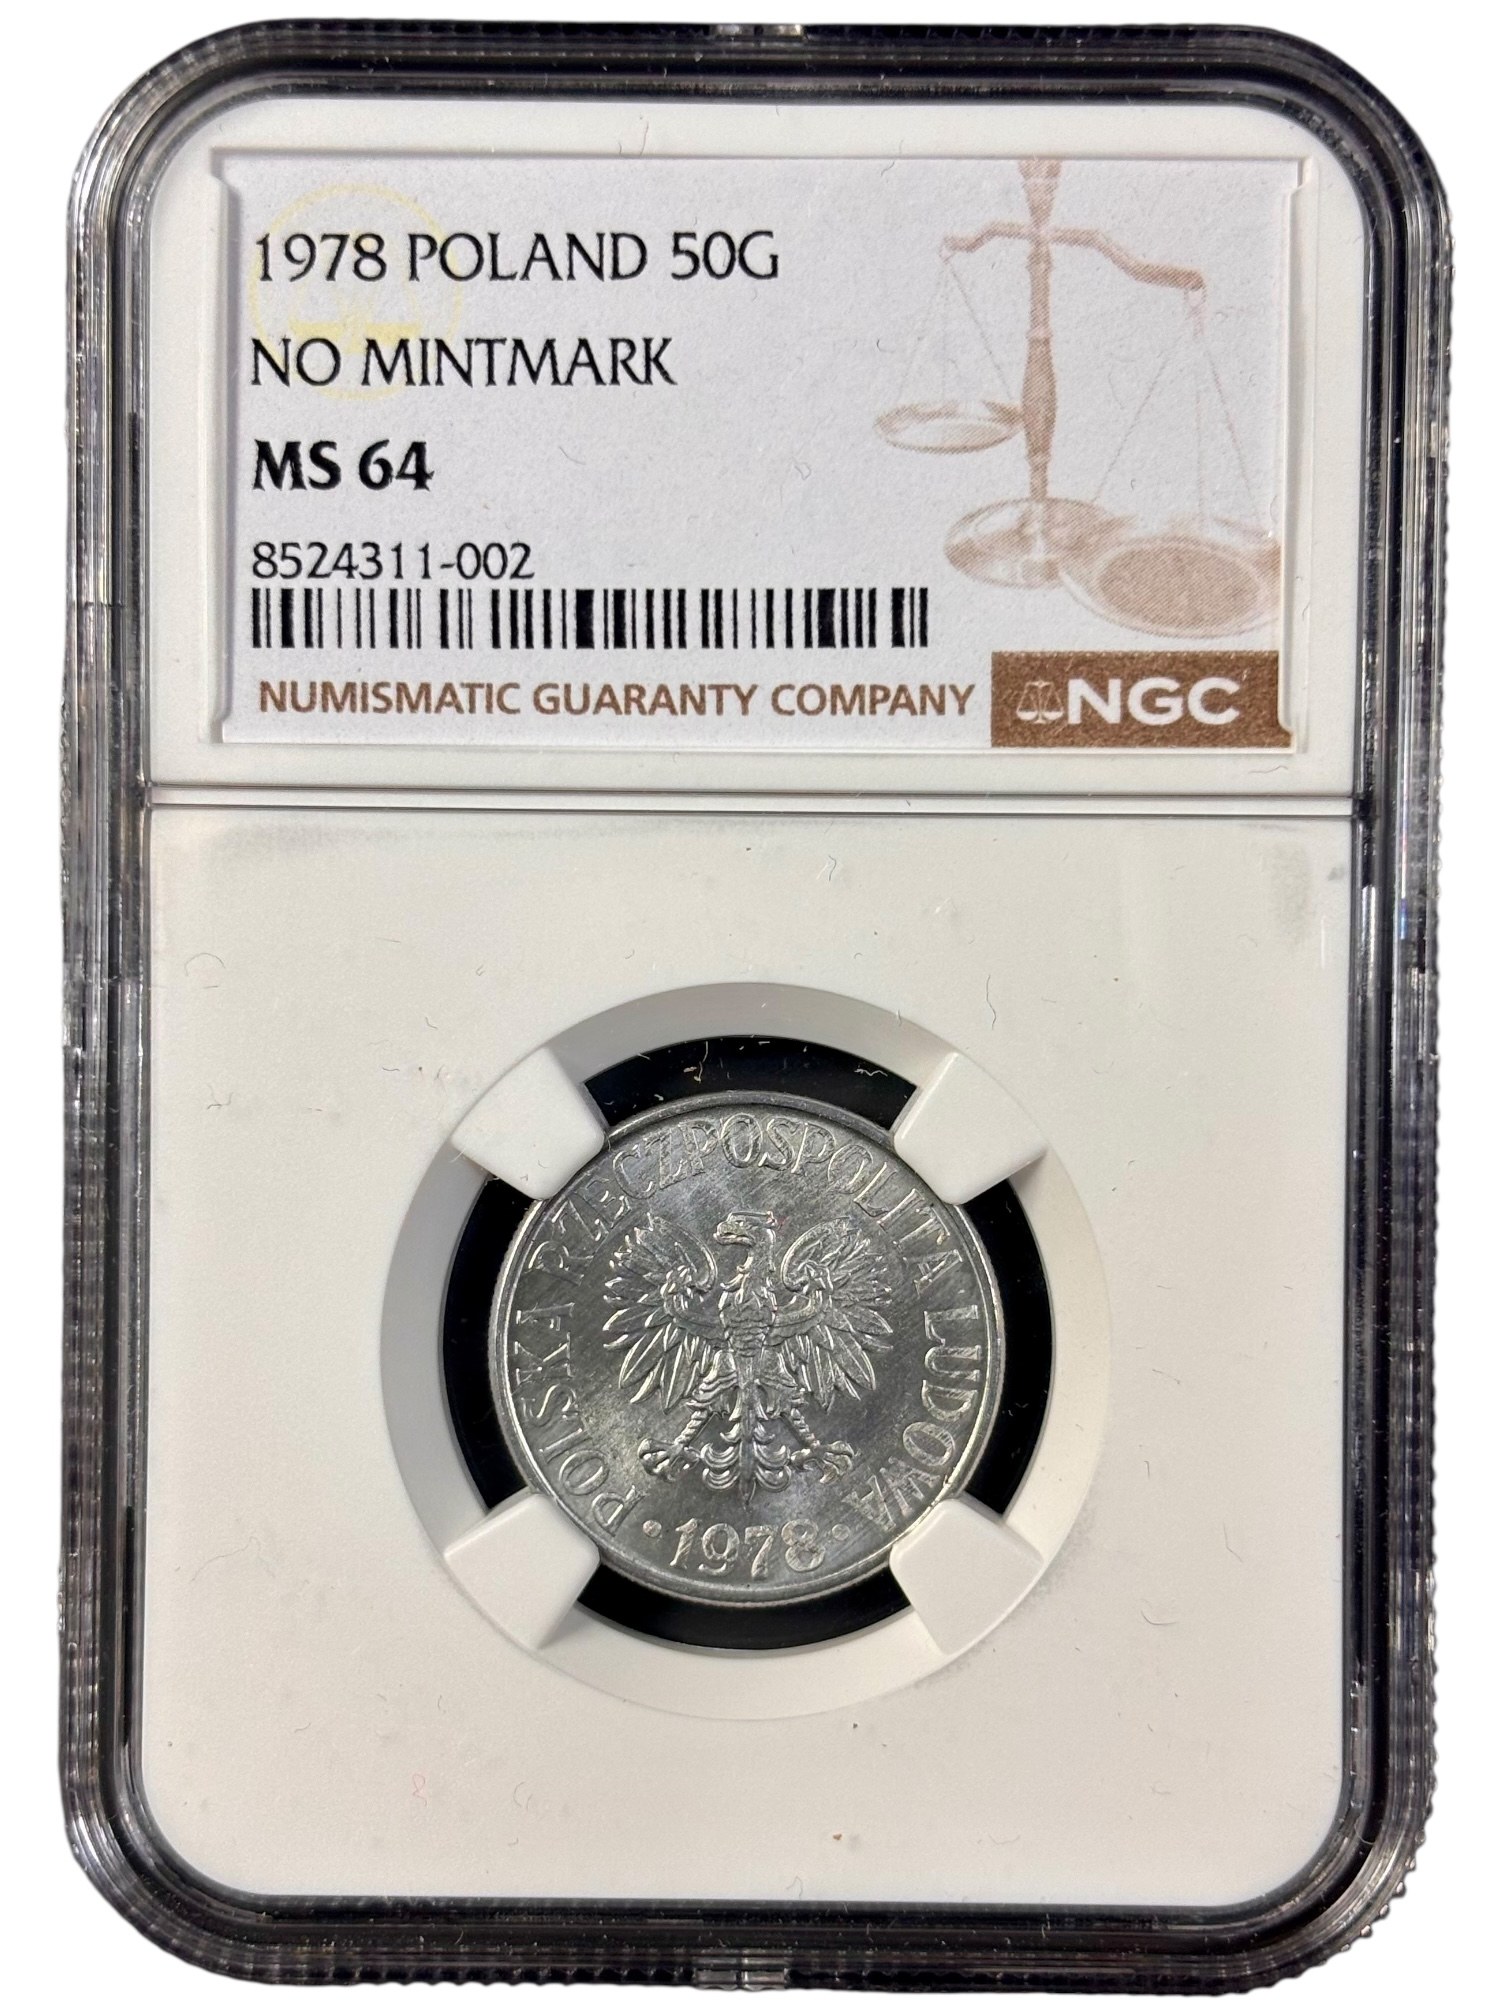 1978 POLAND 50G
NO MINTMARK
MS 64
8524311-002
NUMISMATIC GUARANTY COMPANY NGC
POLSKA RZECZPOSPOLITA LUDOWA
• 1978 •